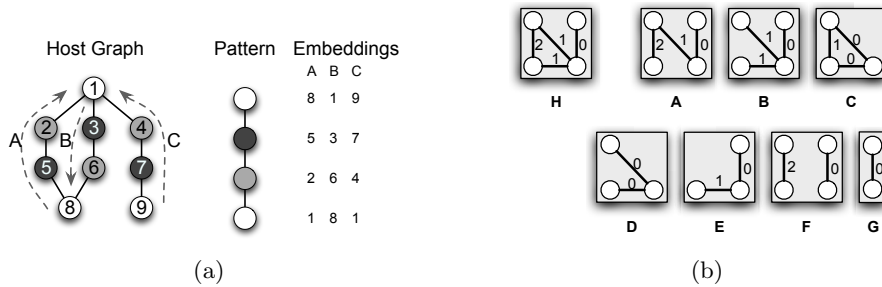 Host Graph
1
2
3
4
A
B
C
5
6
7
8
9
Pattern
Embeddings
A B C
8 1 9
5 3 7
2 6 4
1 8 1
(a)
2 1 0
1
H
2 1 0
A
1 0
1
B
1 0
0
C
0
0
D
0
1
E
2 0
F
0
G
(b)